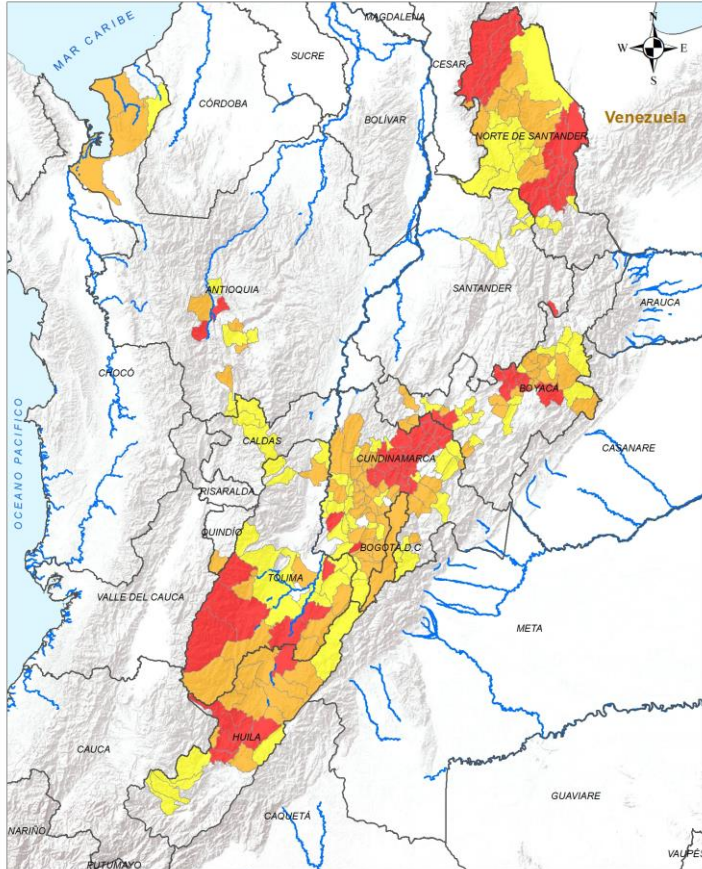 MAGDALENA
N
MAR CARIBE
W
E
SUCRE
CESAR
S
CÓRDOBA
BOLÍVAR
Venezuela
NORTE DE SANTANDER
ANTIOQUIA
SANTANDER
ARAUCA
CHOCÓ
BOYACÁ
CALDAS
CUNDINAMARCA
CASANARE
OCEANO PACIFICO
RISARALDA
QUINDÍO
BOGOTÁ D.C
TOLIMA
VALLE DEL CAUCA
META
HUILA
CAUCA
GUAVIARE
CAQUETÁ
NARIÑO
VAUPÉS
PUTUMAYO